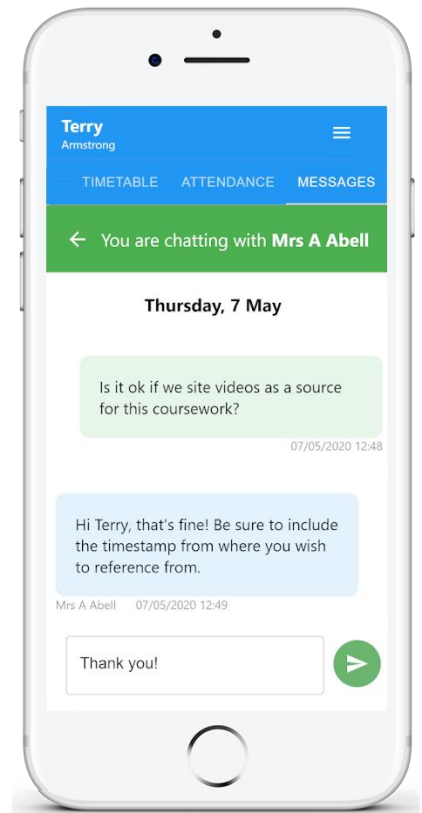 Terry
Armstrong
TIMETABLE ATTENDANCE MESSAGES
You are chatting with Mrs A Abell
Thursday, 7 May
Is it ok if we site videos as a source
for this coursework?
07/05/2020 12:48
Hi Terry, that's fine! Be sure to include
the timestamp from where you wish
to reference from.
Mrs A Abell 07/05/2020 12:49
Thank you!